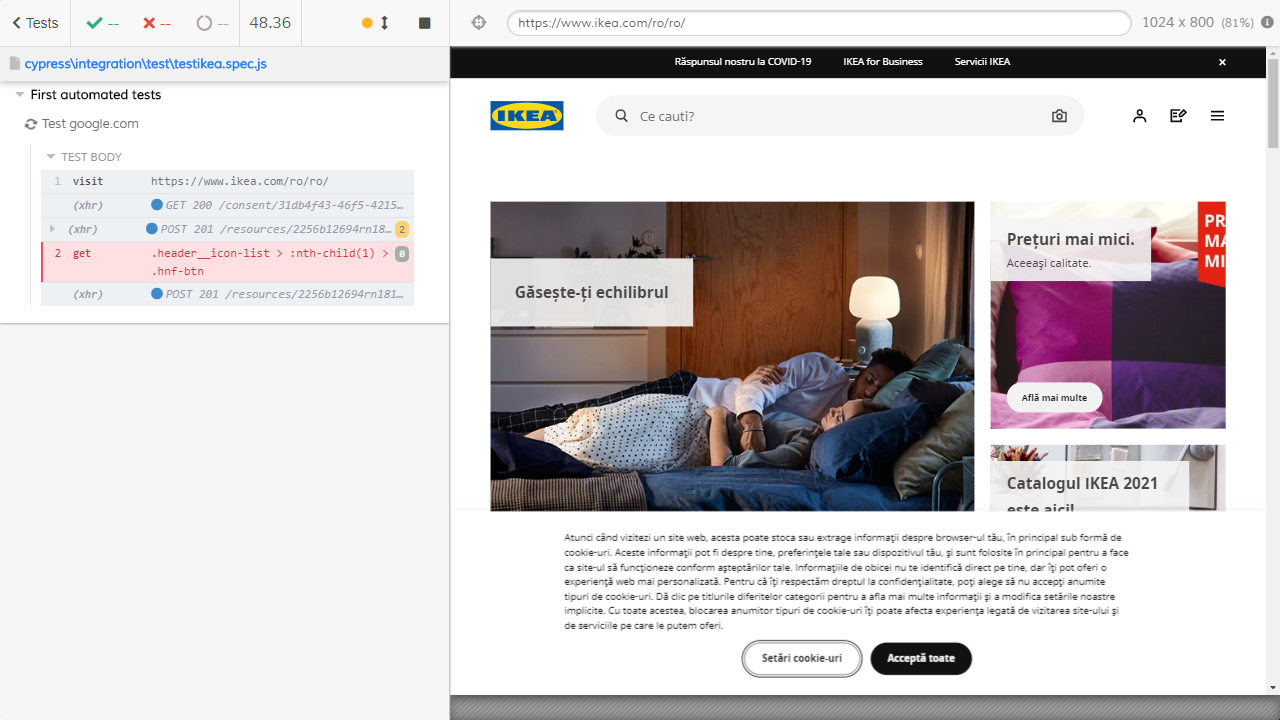 Tests
--
--
--
48.36
https://www.ikea.com/ro/ro/
1024 x 800 (81%)
cypress\integration\test\testikea.spec.js
First automated tests
Test google.com
TEST BODY
1 visit https://www.ikea.com/ro/ro/
(xhr) GET 200 /consent/31db4f43-46f5-4215…
(xhr) POST 201 /resources/2256b12694rn18… 2
2 get .header__icon-list > :nth-child(1) > 0
.hnf-btn
(xhr) POST 201 /resources/2256b12694rn181…
Răspunsul nostru la COVID-19 IKEA for Business Servicii IKEA
IKEA
Ce cauti?
Găsește-ți echilibrul
Prețuri mai mici.
Aceeași calitate.
PR
MA
MI
Află mai multe
Catalogul IKEA 2021
este aici!
Atunci când vizitezi un site web, acesta poate stoca sau extrage informații despre browser-ul tău, în principal sub formă de
cookie-uri. Aceste informații pot fi despre tine, preferințele tale sau dispozitivul tău, și sunt folosite în principal pentru a face
ca site-ul să funcționeze conform așteptărilor tale. Informațiile de obicei nu te identifică direct pe tine, dar îți pot oferi o
experiență web mai personalizată. Pentru că îți respectăm dreptul la confidențialitate, poți alege să nu accepți anumite
tipuri de cookie-uri. Dă clic pe titlurile diferitelor categorii pentru a afla mai multe informații și a modifica setările noastre
implicite. Cu toate acestea, blocarea anumitor tipuri de cookie-uri îți poate afecta experiența legată de vizitarea site-ului și
de serviciile pe care le putem oferi.
Setări cookie-uri
Acceptă toate